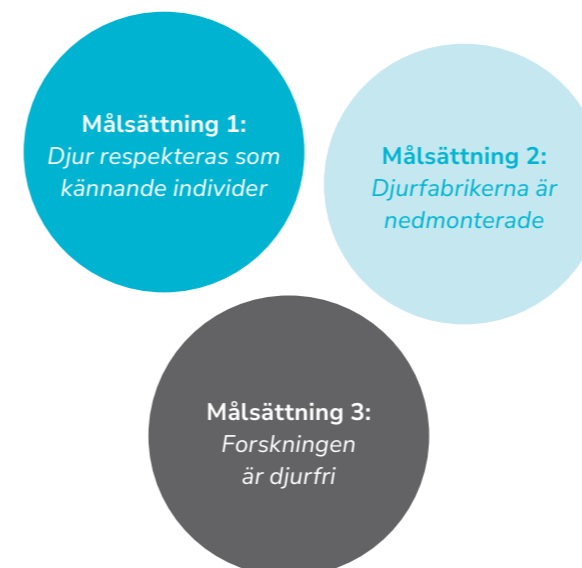 Målsättning 1:
Djur respekteras som
kännande individer
Målsättning 2:
Djurfabrikerna är
nedmonterade
Målsättning 3:
Forskningen
är djurfri